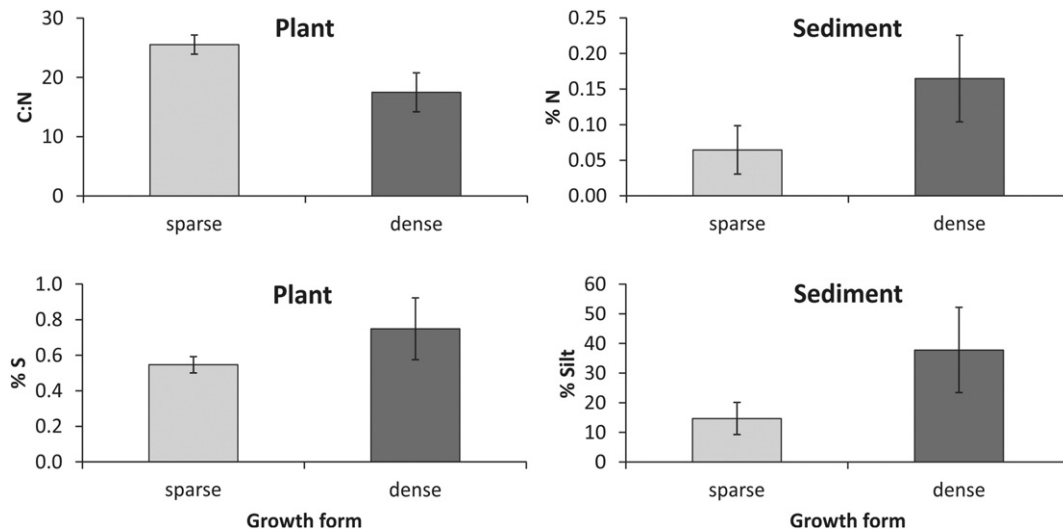 Plant
C:N
30
20
10
0
sparse
dense
Sediment
% N
0.25
0.20
0.15
0.10
0.05
0.00
sparse
dense
Plant
% S
1.0
0.8
0.6
0.4
0.2
0.0
sparse
dense
Growth form
Sediment
% Silt
60
50
40
30
20
10
0
sparse
dense
Growth form